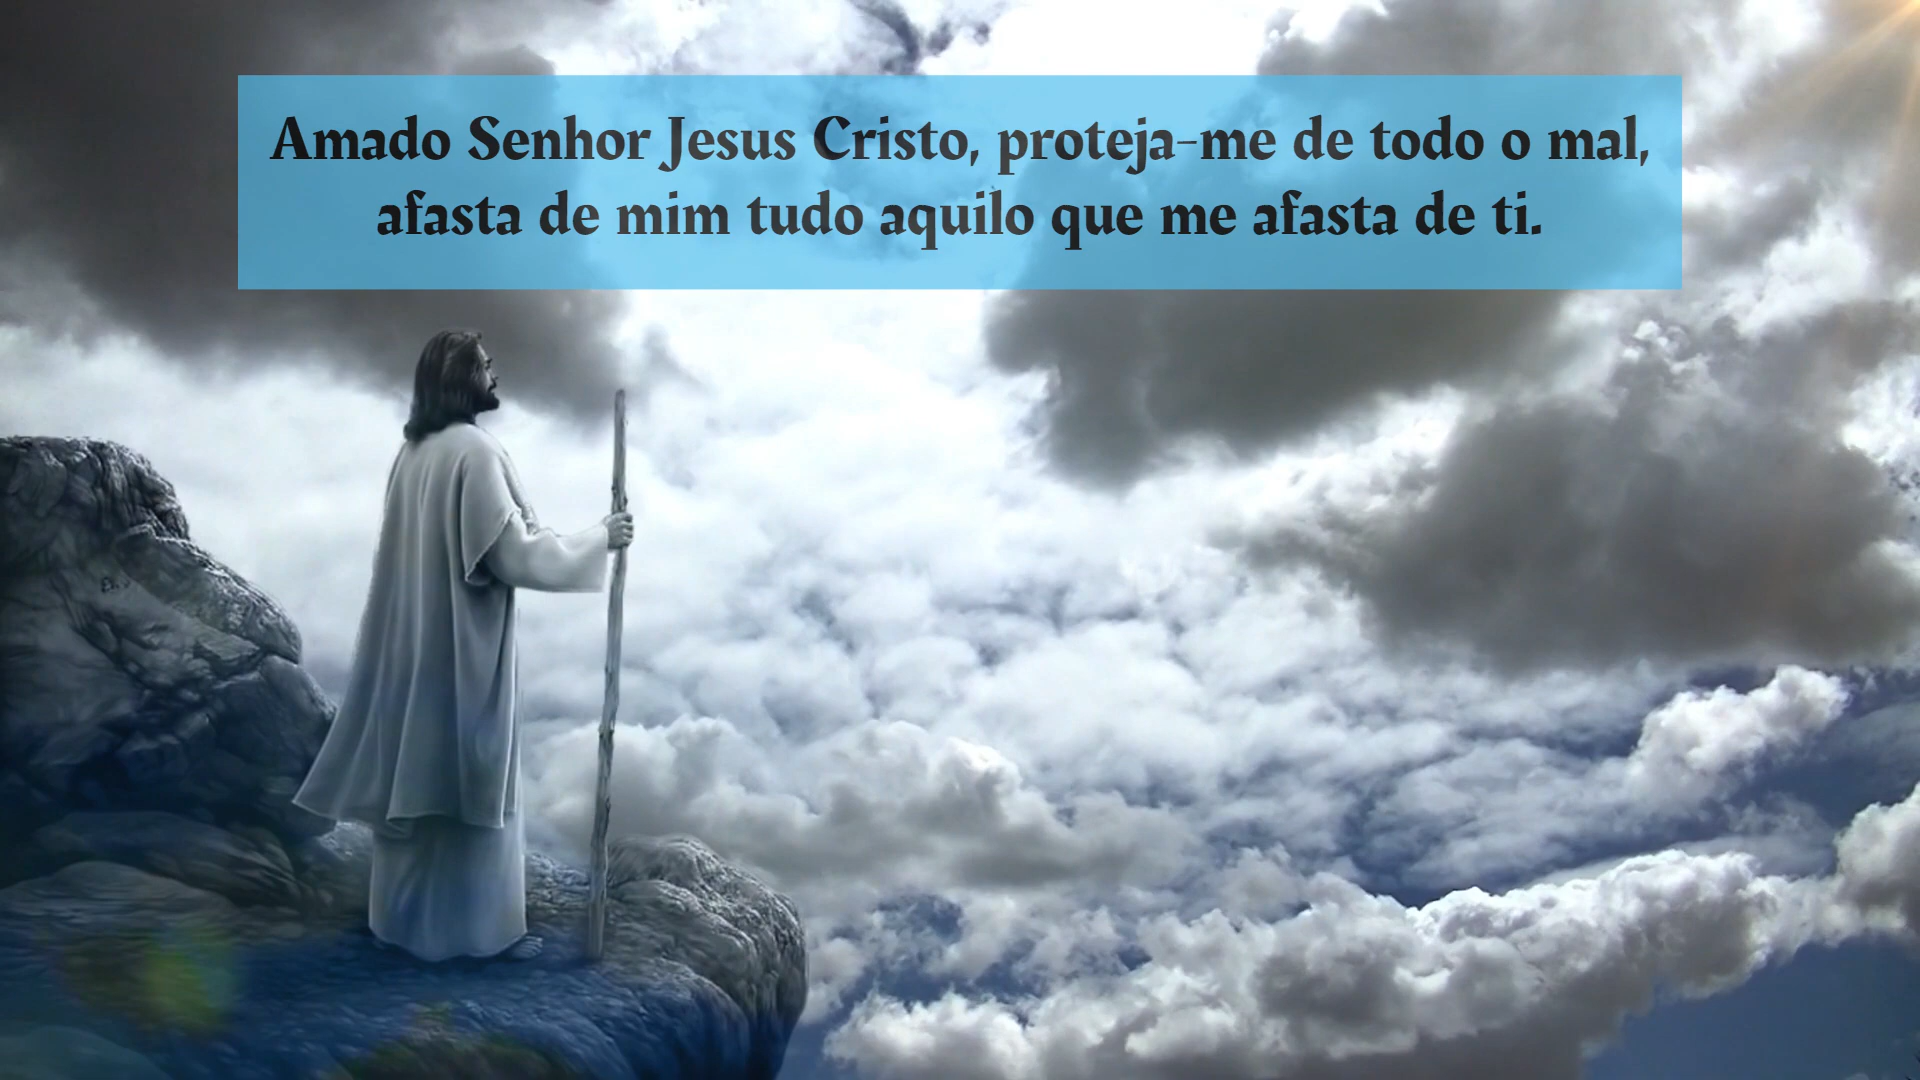 Amado Senhor Jesus Cristo, proteja-me de todo o mal,
afasta de mim tudo aquilo que me afasta de ti.